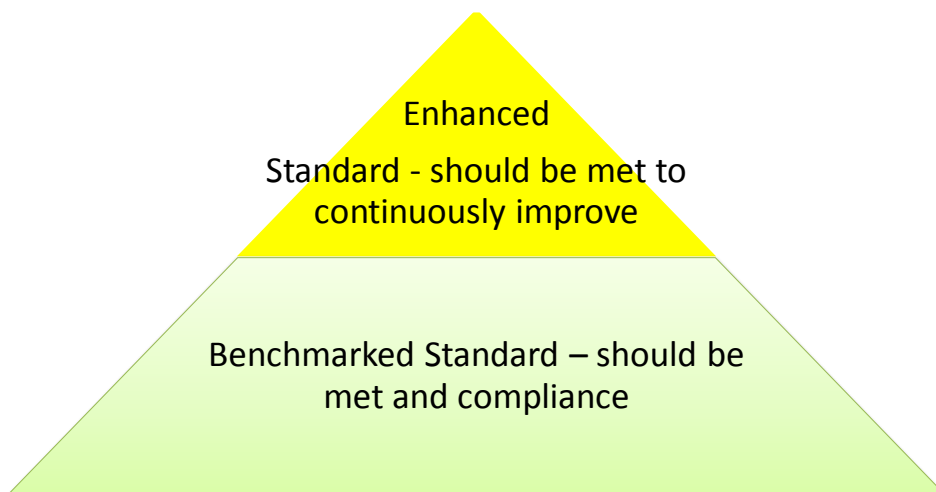 Enhanced
Standard - should be met to
continuously improve
Benchmarked Standard – should be
met and compliance